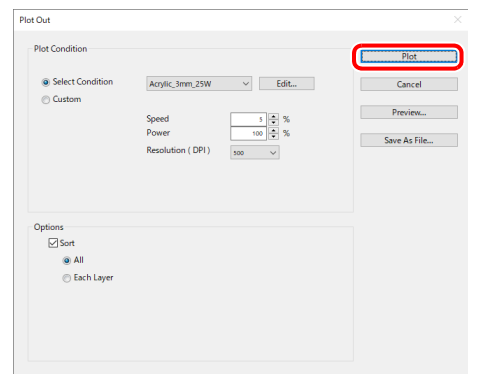 Plot Out
Plot Condition
Plot
Select Condition Acrylic_3mm_25W Edit... Cancel
Custom
Preview...
Speed 5 %
Power 100 %
Save As File...
Resolution ( DPI ) 500
Options
Sort
All
Each Layer